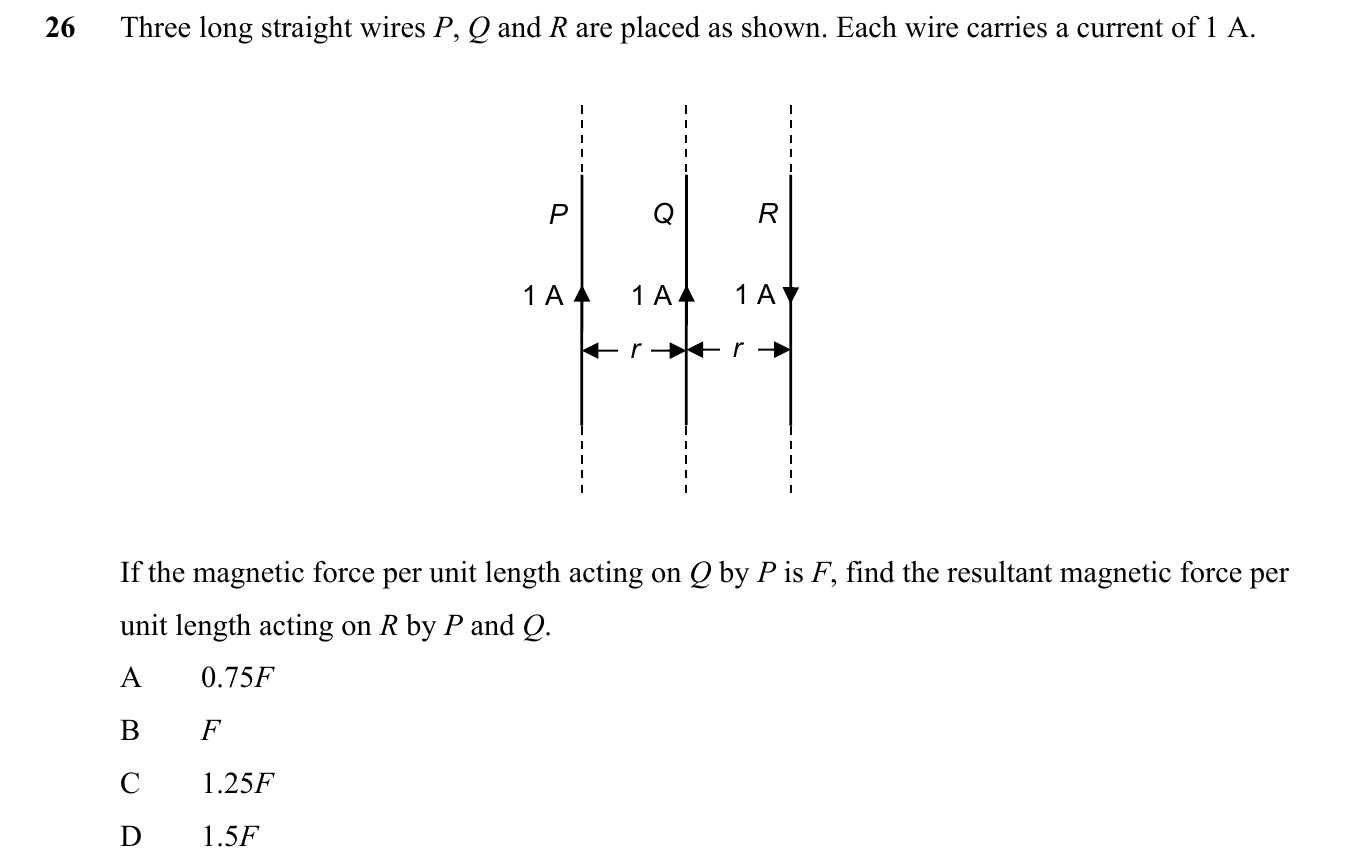 26 Three long straight wires P, Q and R are placed as shown. Each wire carries a current of 1 A.
P Q R
1 A 1 A 1 A
r r
If the magnetic force per unit length acting on Q by P is F, find the resultant magnetic force per
unit length acting on R by P and Q.
A 0.75F
B F
C 1.25F
D 1.5F